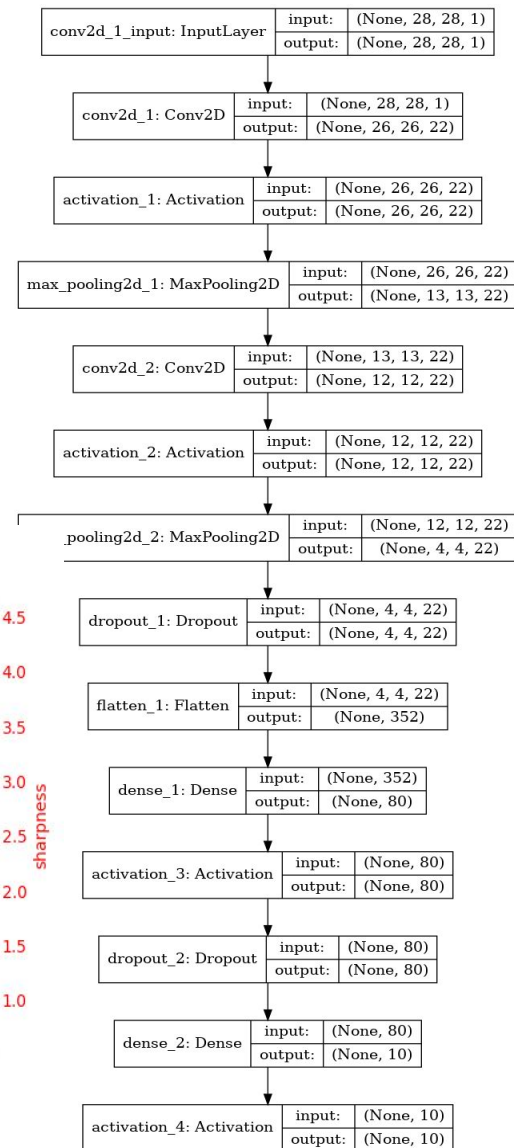 conv2d_1_input: InputLayer
input: (None, 28, 28, 1)
output: (None, 28, 28, 1)
conv2d_1: Conv2D
input: (None, 28, 28, 1)
output: (None, 26, 26, 22)
activation_1: Activation
input: (None, 26, 26, 22)
output: (None, 26, 26, 22)
max_pooling2d_1: MaxPooling2D
input: (None, 26, 26, 22)
output: (None, 13, 13, 22)
conv2d_2: Conv2D
input: (None, 13, 13, 22)
output: (None, 12, 12, 22)
activation_2: Activation
input: (None, 12, 12, 22)
output: (None, 12, 12, 22)
_pooling2d_2: MaxPooling2D
input: (None, 12, 12, 22)
output: (None, 4, 4, 22)
dropout_1: Dropout
input: (None, 4, 4, 22)
output: (None, 4, 4, 22)
flatten_1: Flatten
input: (None, 4, 4, 22)
output: (None, 352)
dense_1: Dense
input: (None, 352)
output: (None, 80)
activation_3: Activation
input: (None, 80)
output: (None, 80)
dropout_2: Dropout
input: (None, 80)
output: (None, 80)
dense_2: Dense
input: (None, 80)
output: (None, 10)
activation_4: Activation
input: (None, 10)
output: (None, 10)
4.5
4.0
3.5
3.0
2.5
2.0
1.5
1.0
sharpness